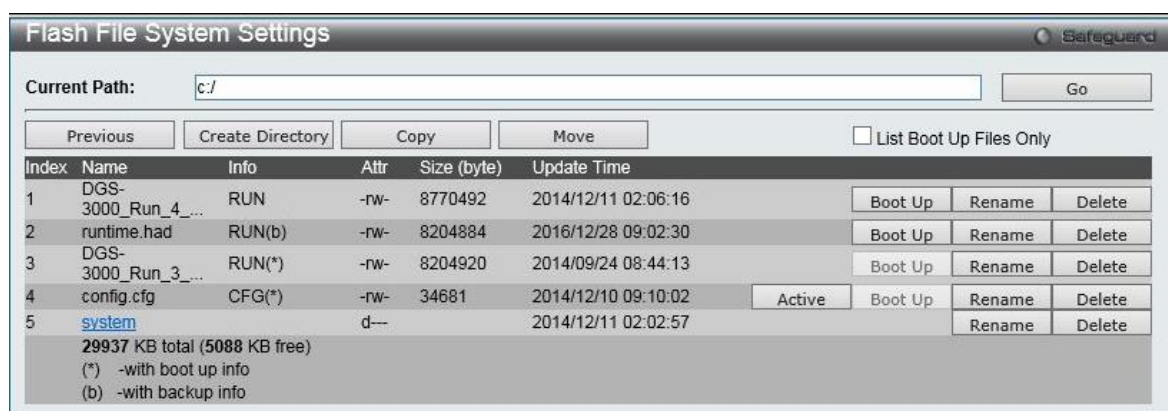 Flash File System Settings
Safeguard
Current Path: c:/ Go
Previous Create Directory Copy Move List Boot Up Files Only
Index Name Info Attr Size (byte) Update Time
1 DGS-3000_Run_4_... RUN -rw- 8770492 2014/12/11 02:06:16 Boot Up Rename Delete
2 runtime.had RUN(b) -rw- 8204884 2016/12/28 09:02:30 Boot Up Rename Delete
3 DGS-3000_Run_3_... RUN(*) -rw- 8204920 2014/09/24 08:44:13 Boot Up Rename Delete
4 config.cfg CFG(*) -rw- 34681 2014/12/10 09:10:02 Active Boot Up Rename Delete
5 system d--- 2014/12/11 02:02:57 Rename Delete
29937 KB total (5088 KB free)
(*) -with boot up info
(b) -with backup info